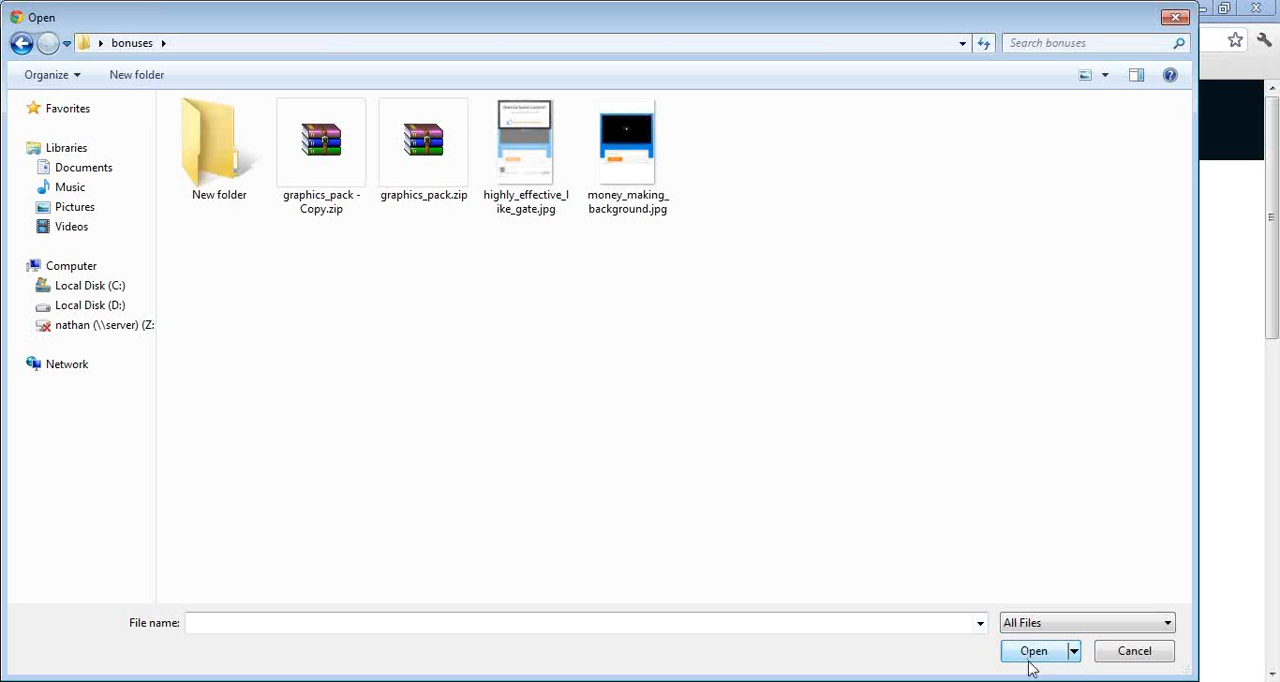 Open
bonuses
Search bonuses
Organize
New folder
Favorites
Libraries
Documents
Music
Pictures
Videos
Computer
Local Disk (C:)
Local Disk (D:)
nathan (\\server) (Z:
Network
New folder
graphics_pack -
Copy.zip
graphics_pack.zip
highly_effective_l
ike_gate.jpg
money_making_
background.jpg
File name:
All Files
Open
Cancel